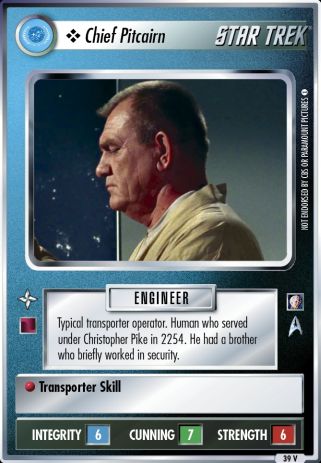 Chief Pitcairn
STAR TREK
NOT ENDORSED BY CBS OR PARAMOUNT PICTURES
ENGINEER
Typical transporter operator. Human who served
under Christopher Pike in 2254. He had a brother
who briefly worked in security.
Transporter Skill
INTEGRITY 6 CUNNING 7 STRENGTH 6
39 V